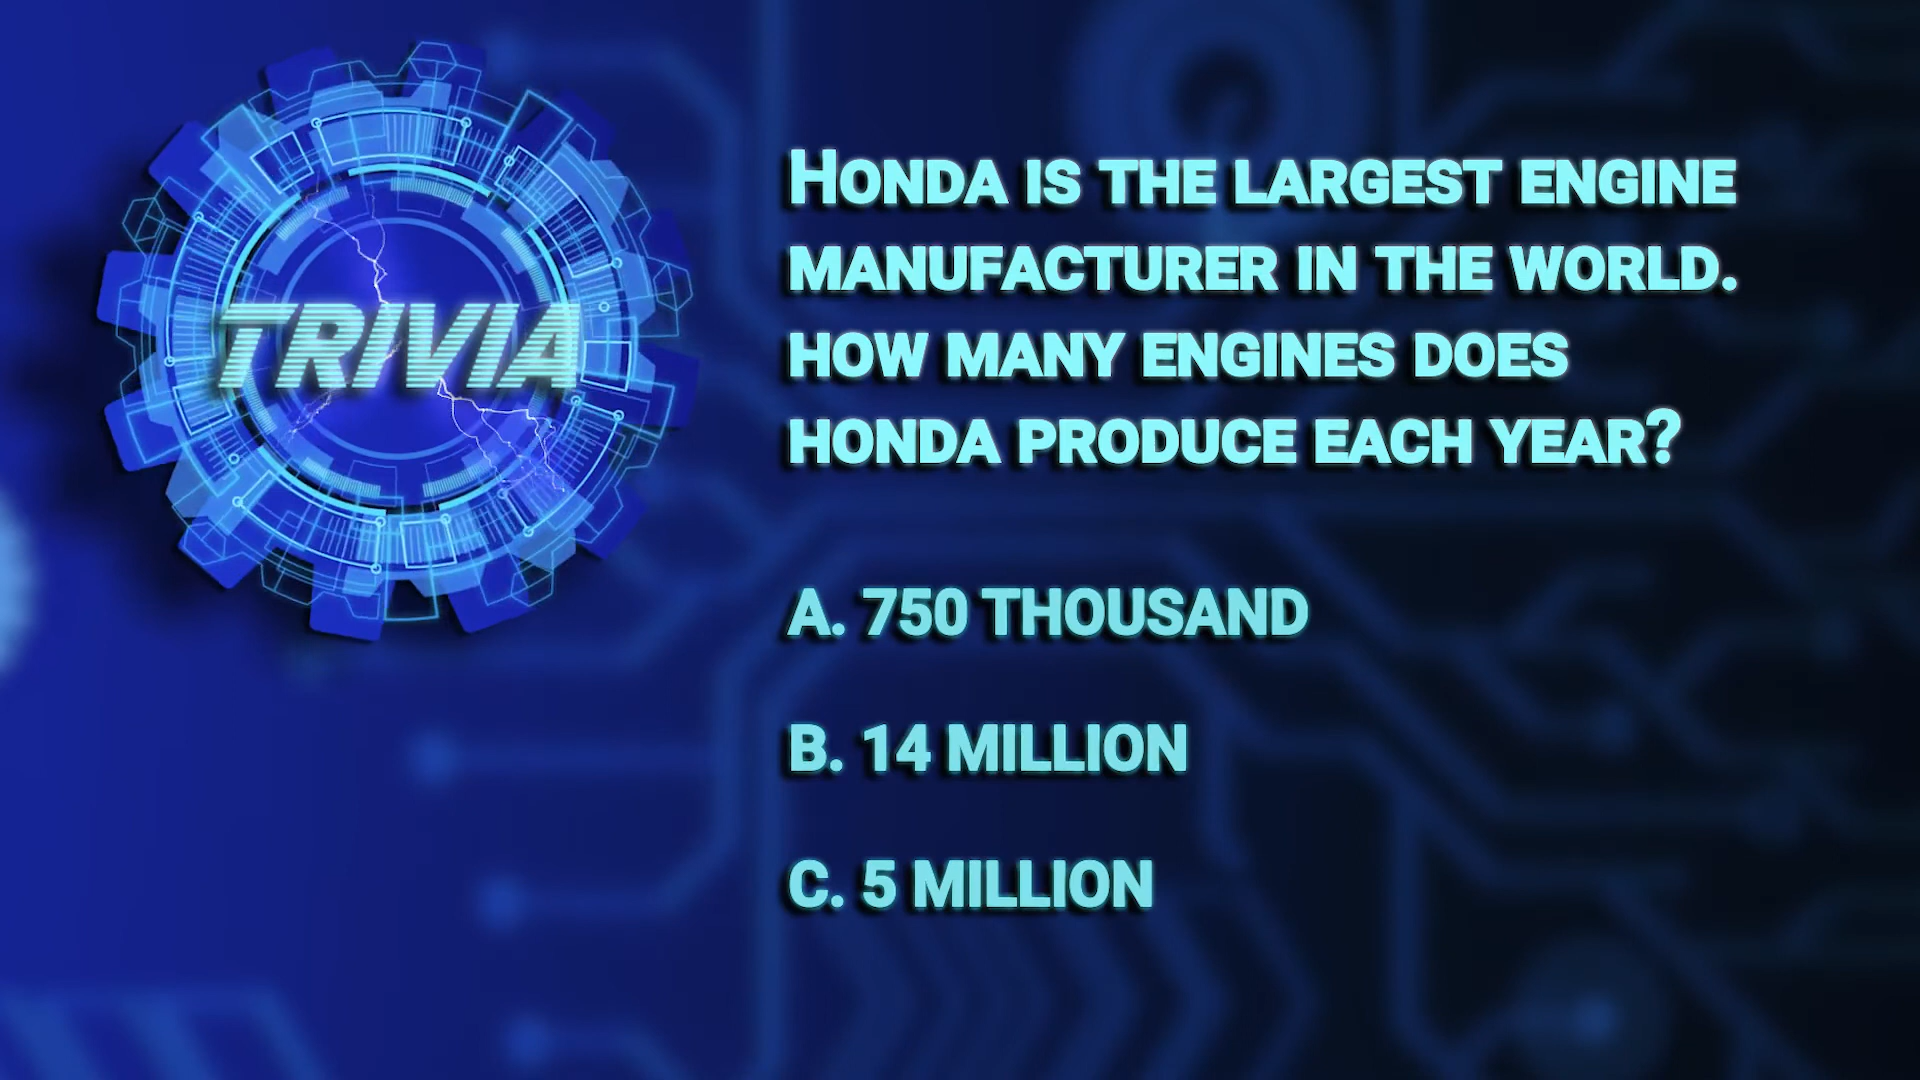 TRIVIA
HONDA IS THE LARGEST ENGINE
MANUFACTURER IN THE WORLD.
HOW MANY ENGINES DOES
HONDA PRODUCE EACH YEAR?
A. 750 THOUSAND
B. 14 MILLION
C. 5 MILLION